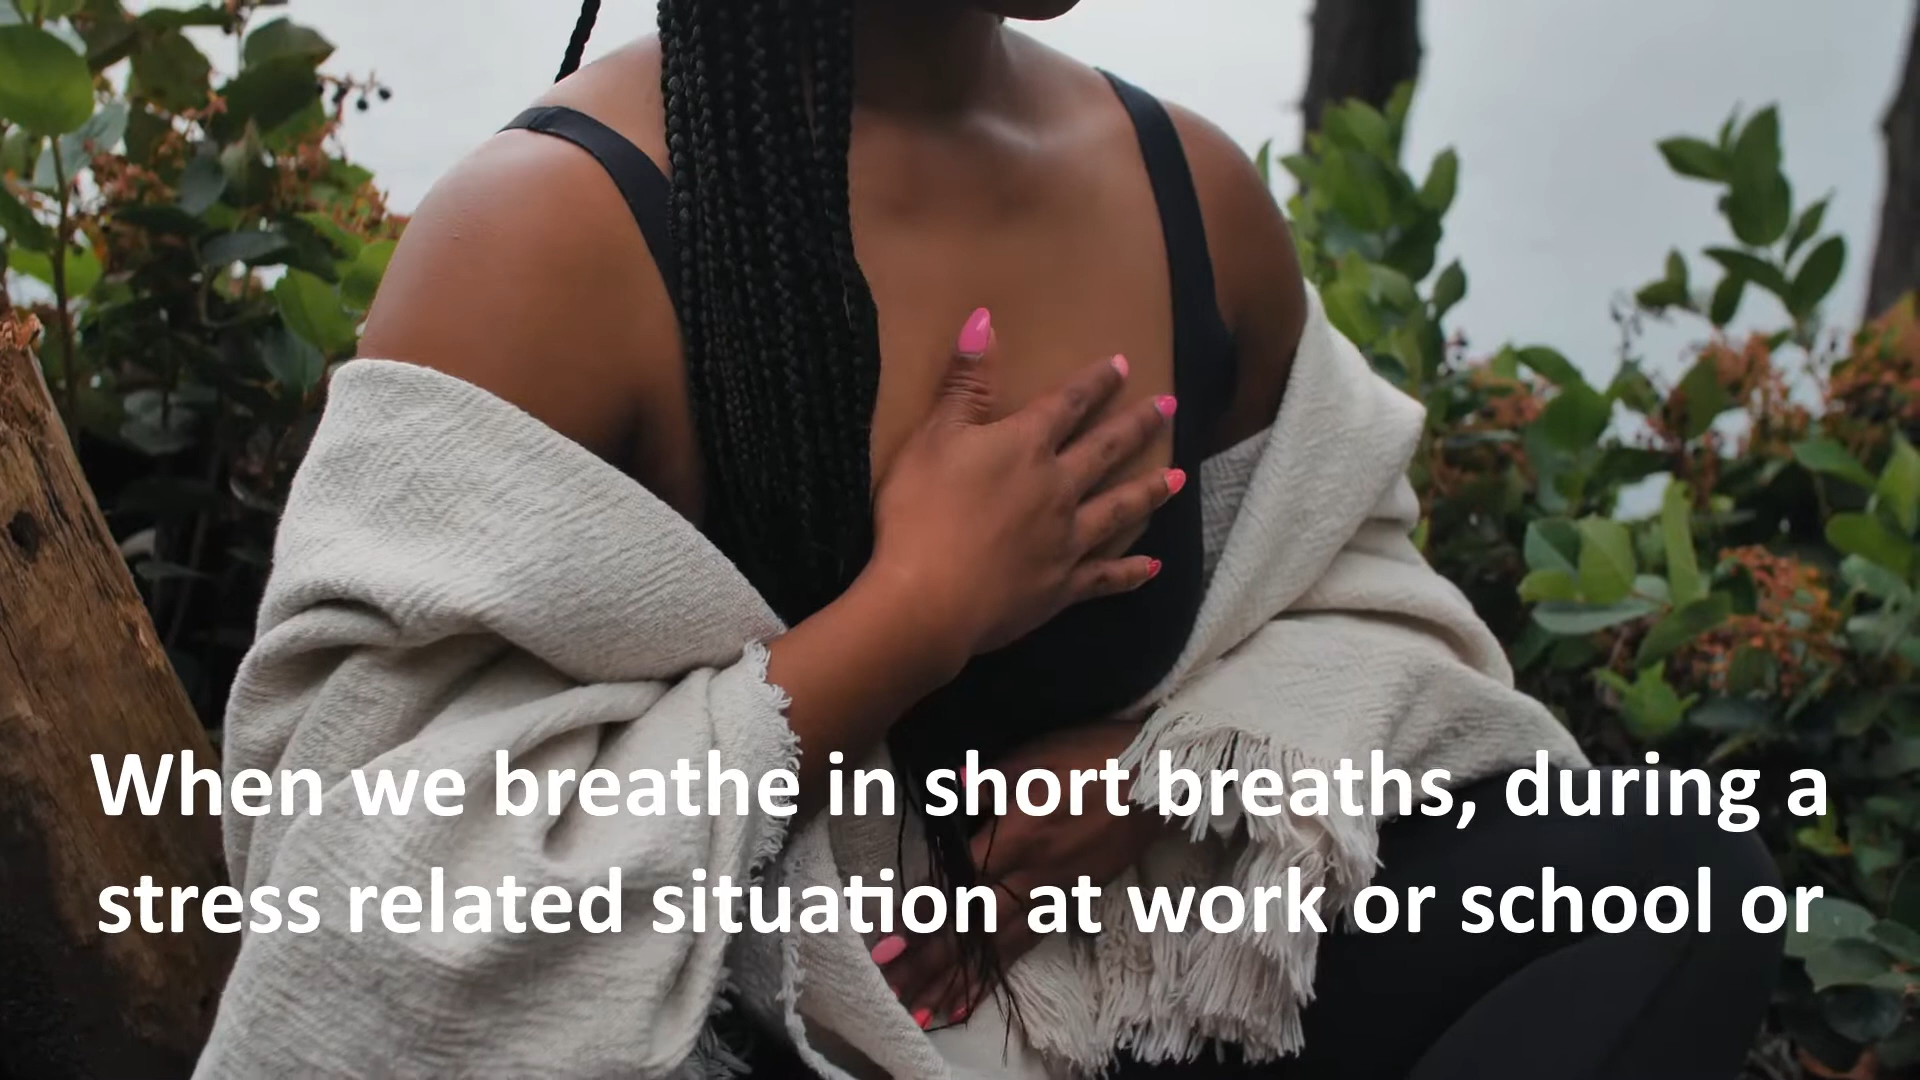 When we breathe in short breaths, during a
stress related situation at work or school or